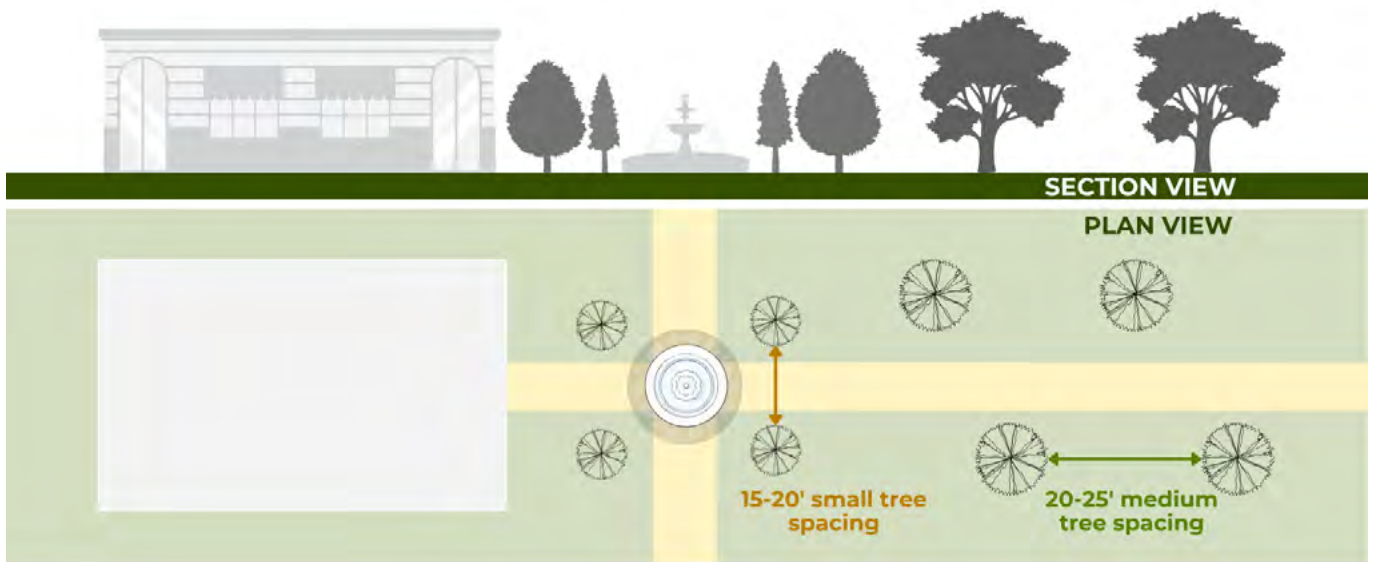 SECTION VIEW
PLAN VIEW
15-20' small tree
spacing
20-25' medium
tree spacing